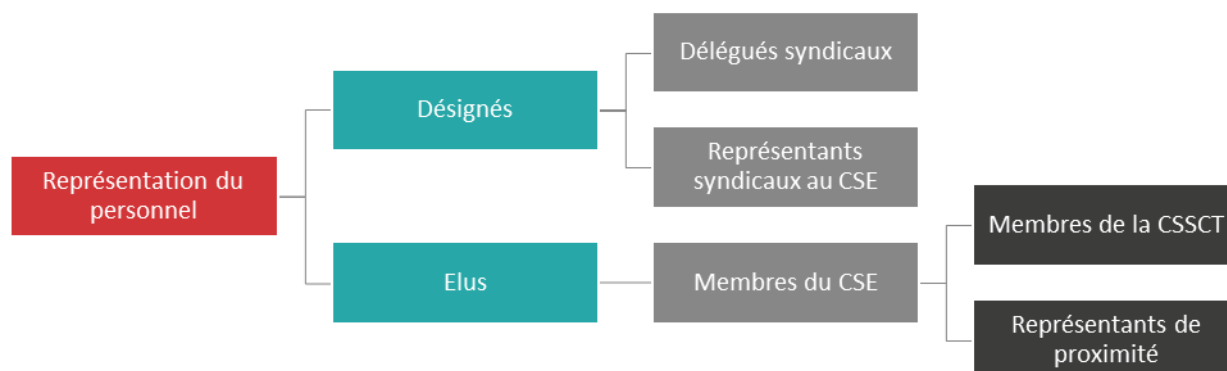 Représentation du
personnel
Désignés
Délégués syndicaux
Représentants
syndicaux au CSE
Elus
Membres du CSE
Membres de la CSSCT
Représentants de
proximité